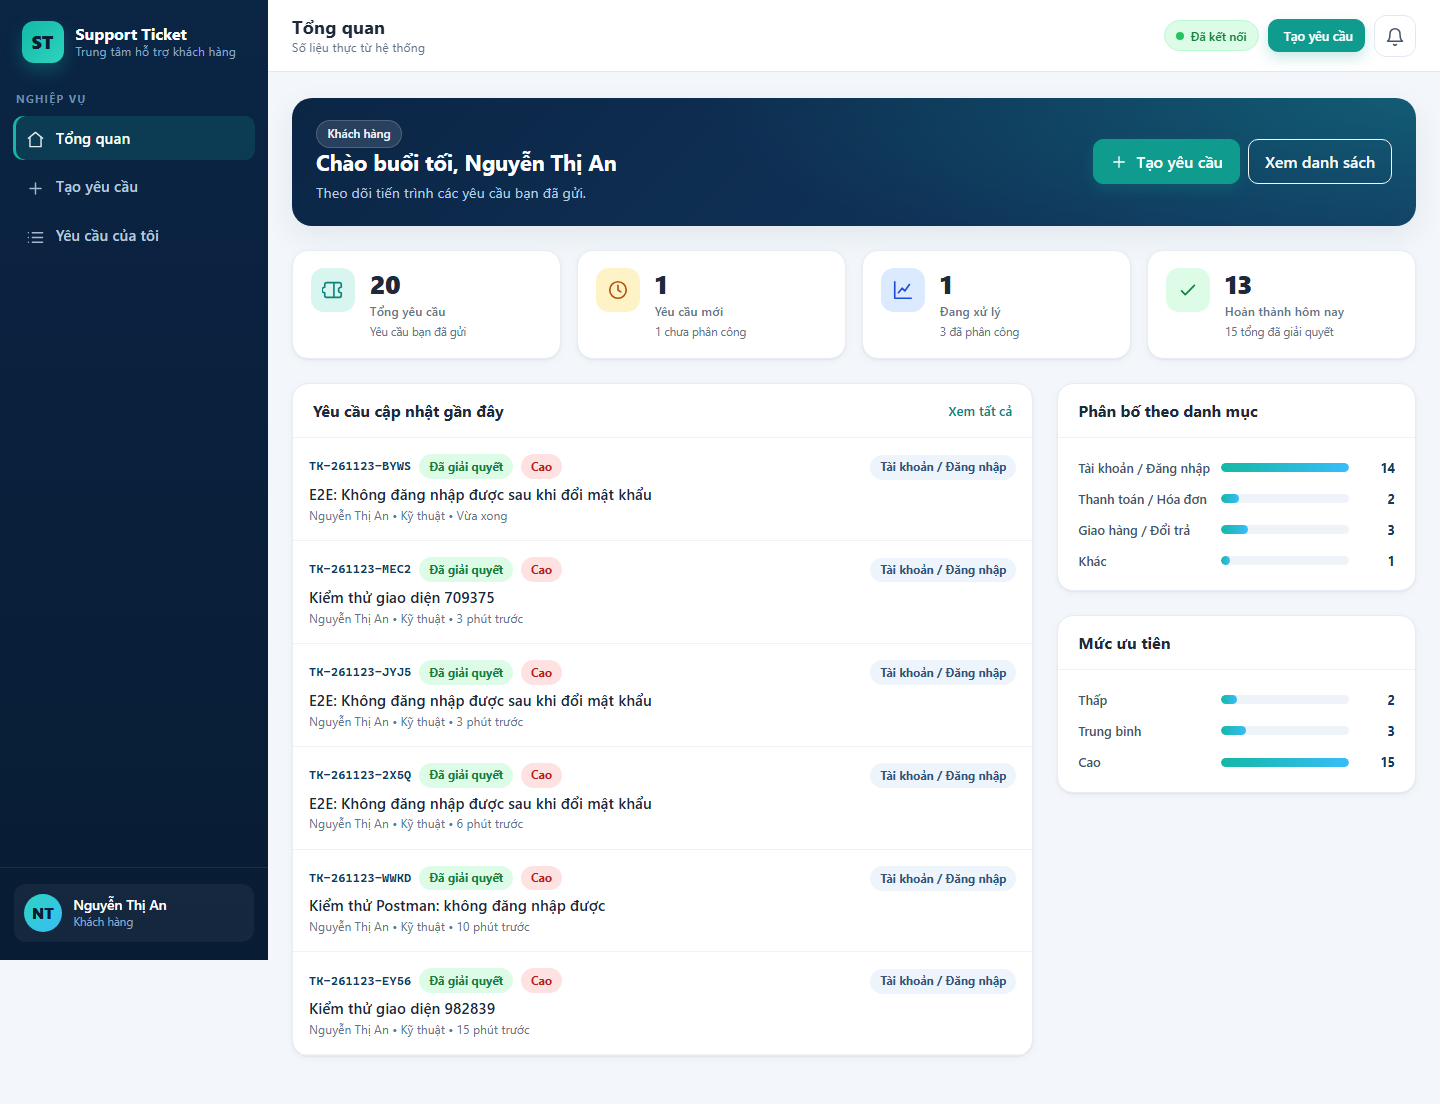 ST
Support Ticket
Trung tâm hỗ trợ khách hàng
NGHIỆP VỤ
Tổng quan
Tạo yêu cầu
Yêu cầu của tôi
NT
Nguyễn Thị An
Khách hàng
Tổng quan
Số liệu thực từ hệ thống
Đã kết nối
Tạo yêu cầu
Khách hàng
Chào buổi tối, Nguyễn Thị An
Theo dõi tiến trình các yêu cầu bạn đã gửi.
Tạo yêu cầu
Xem danh sách
20
Tổng yêu cầu
Yêu cầu bạn đã gửi
1
Yêu cầu mới
1 chưa phân công
1
Đang xử lý
3 đã phân công
13
Hoàn thành hôm nay
15 tổng đã giải quyết
Yêu cầu cập nhật gần đây
Xem tất cả
TK-261123-BYWS Đã giải quyết Cao Tài khoản / Đăng nhập
E2E: Không đăng nhập được sau khi đổi mật khẩu
Nguyễn Thị An • Kỹ thuật • Vừa xong
TK-261123-MEC2 Đã giải quyết Cao Tài khoản / Đăng nhập
Kiểm thử giao diện 709375
Nguyễn Thị An • Kỹ thuật • 3 phút trước
TK-261123-JYJ5 Đã giải quyết Cao Tài khoản / Đăng nhập
E2E: Không đăng nhập được sau khi đổi mật khẩu
Nguyễn Thị An • Kỹ thuật • 3 phút trước
TK-261123-2X5Q Đã giải quyết Cao Tài khoản / Đăng nhập
E2E: Không đăng nhập được sau khi đổi mật khẩu
Nguyễn Thị An • Kỹ thuật • 6 phút trước
TK-261123-WWKD Đã giải quyết Cao Tài khoản / Đăng nhập
Kiểm thử Postman: không đăng nhập được
Nguyễn Thị An • Kỹ thuật • 10 phút trước
TK-261123-EY56 Đã giải quyết Cao Tài khoản / Đăng nhập
Kiểm thử giao diện 982839
Nguyễn Thị An • Kỹ thuật • 15 phút trước
Phân bố theo danh mục
Tài khoản / Đăng nhập 14
Thanh toán / Hóa đơn 2
Giao hàng / Đổi trả 3
Khác 1
Mức ưu tiên
Thấp 2
Trung bình 3
Cao 15